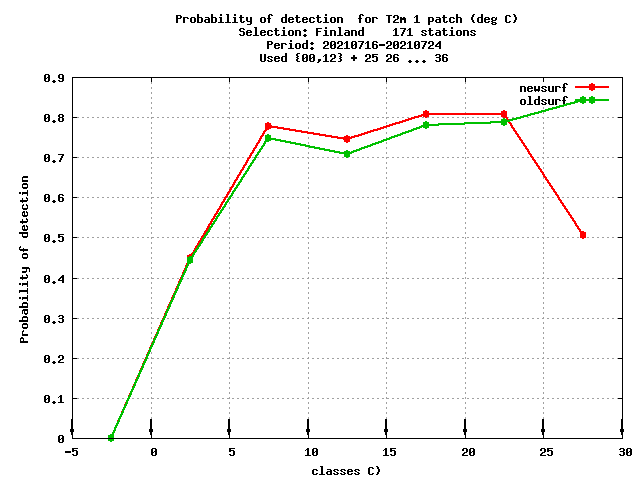 Probability of detection  for T2m 1 patch (deg C)
Selection: Finland    171 stations
Period: 20210716-20210724
Used {00,12} + 25 26 ... 36
0.9
0.8
0.7
0.6
0.5
0.4
0.3
0.2
0.1
0
Probability of detection
newsurf
oldsurf
-5 0 5 10 15 20 25 30
classes C)